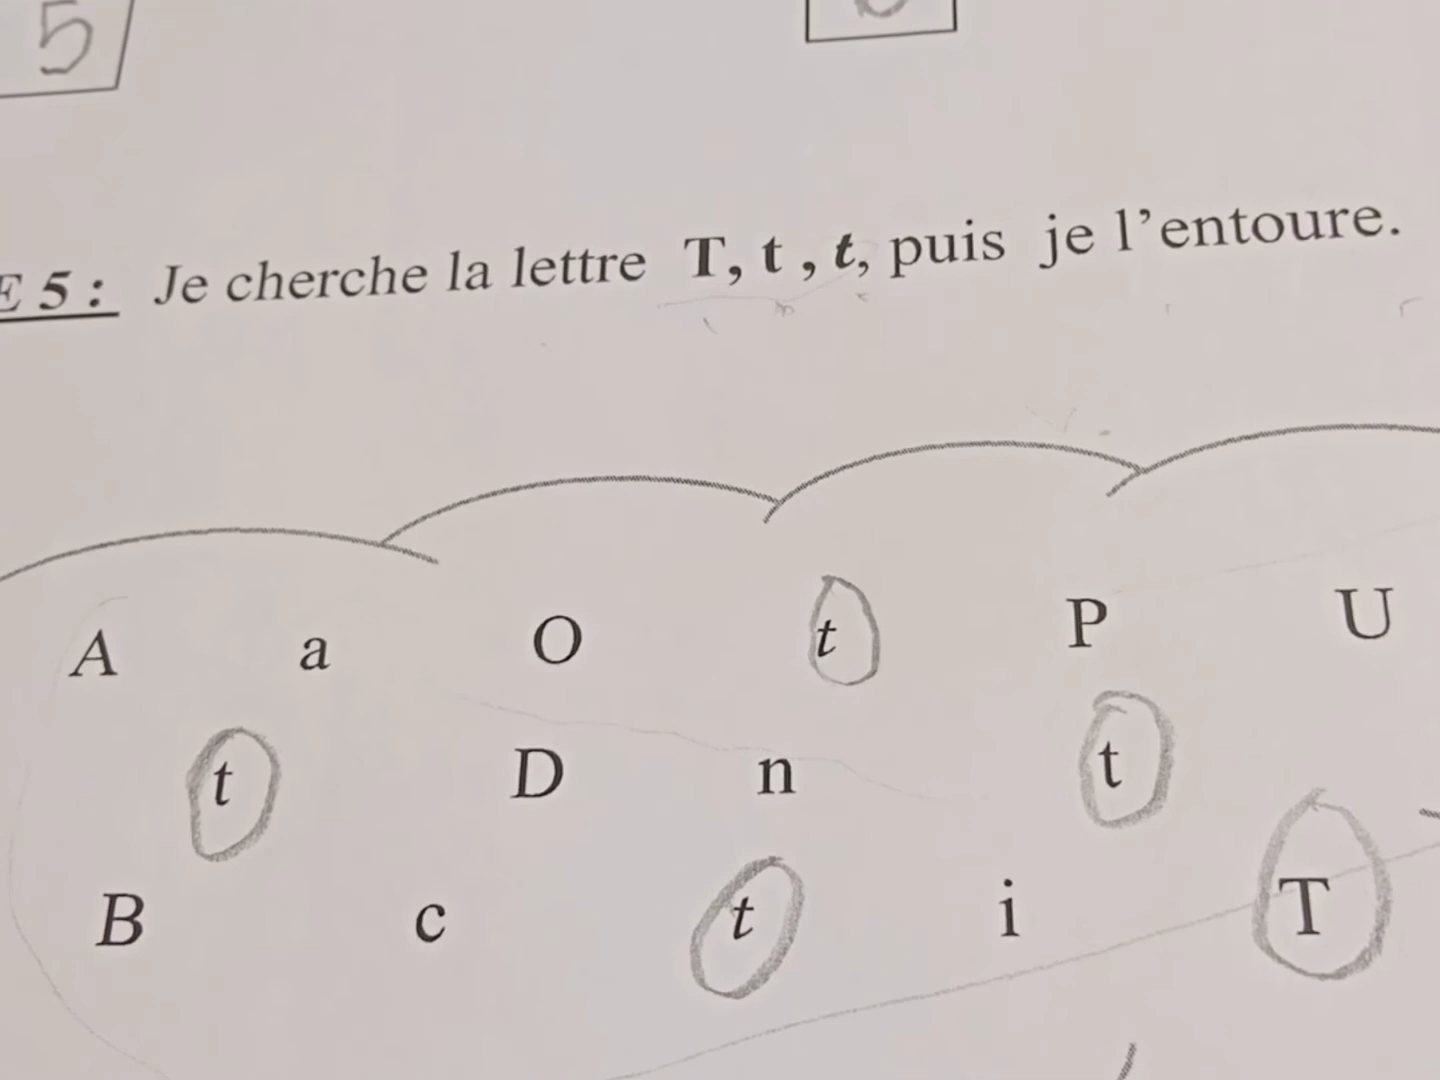 5
E 5 : Je cherche la lettre T, t , t, puis je l’entoure.
A a O t P U
t D n t
B c t i T